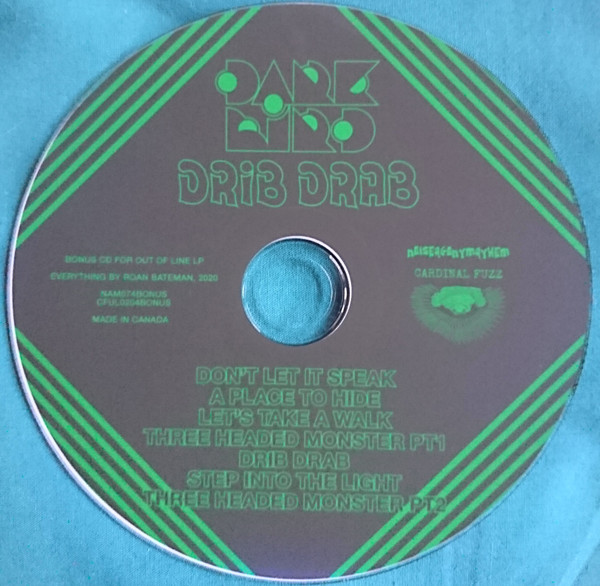 DARK
BIRD
DRIB DRAB
BONUS CD FOR OUT OF LINE LP
EVERYTHING BY ROAN BATEMAN, 2020
NAM074BONUS
CFUL0204BONUS
MADE IN CANADA
NOISEAGONYMAYHEM
CARDINAL FUZZ
DON'T LET IT SPEAK
A PLACE TO HIDE
LET'S TAKE A WALK
THREE HEADED MONSTER PT1
DRIB DRAB
STEP INTO THE LIGHT
THREE HEADED MONSTER PT2